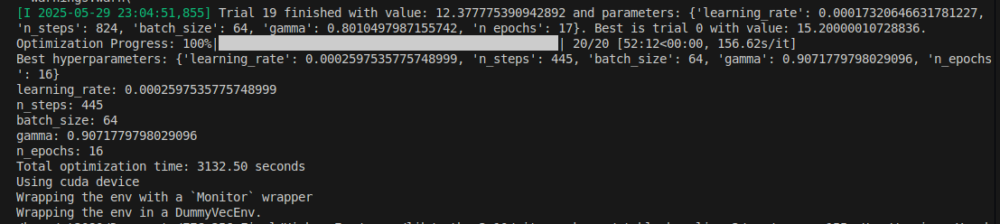 [I 2025-05-29 23:04:51,855] Trial 19 finished with value: 12.377775390942892 and parameters: {'learning_rate': 0.00017320646631781227,
'n_steps': 824, 'batch_size': 64, 'gamma': 0.8010497987155742, 'n_epochs': 17}. Best is trial 0 with value: 15.20000010728836.
Optimization Progress: 100%| | 20/20 [52:12<00:00, 156.62s/it]
Best hyperparameters: {'learning_rate': 0.0002597535775748999, 'n_steps': 445, 'batch_size': 64, 'gamma': 0.9071779798029096, 'n_epochs
': 16}
learning_rate: 0.0002597535775748999
n_steps: 445
batch_size: 64
gamma: 0.9071779798029096
n_epochs: 16
Total optimization time: 3132.50 seconds
Using cuda device
Wrapping the env with a `Monitor` wrapper
Wrapping the env in a DummyVecEnv.